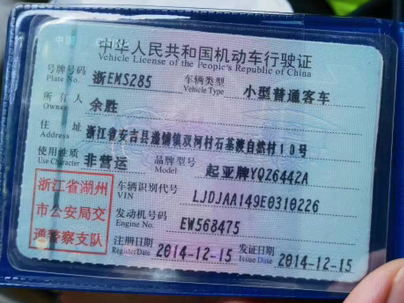 中华人民共和国机动车行驶证
Vehicle License of the People's Republic of China
号牌号码 浙EMS285 车辆类型 小型普通客车
Plate No. Vehicle Type
所有人 余胜
Owner
住址 浙江省安吉县递铺镇双河村石基渡自然村10号
Address
使用性质 非营运 品牌型号 起亚牌YQZ6442A
Use Character Model
浙江省湖州
市公安局交
通警察支队
车辆识别代号 LJDJAA149E0310226
VIN
发动机号码 EW568475
Engine No.
注册日期 2014-12-15 发证日期 2014-12-15
Register Date Issue Date